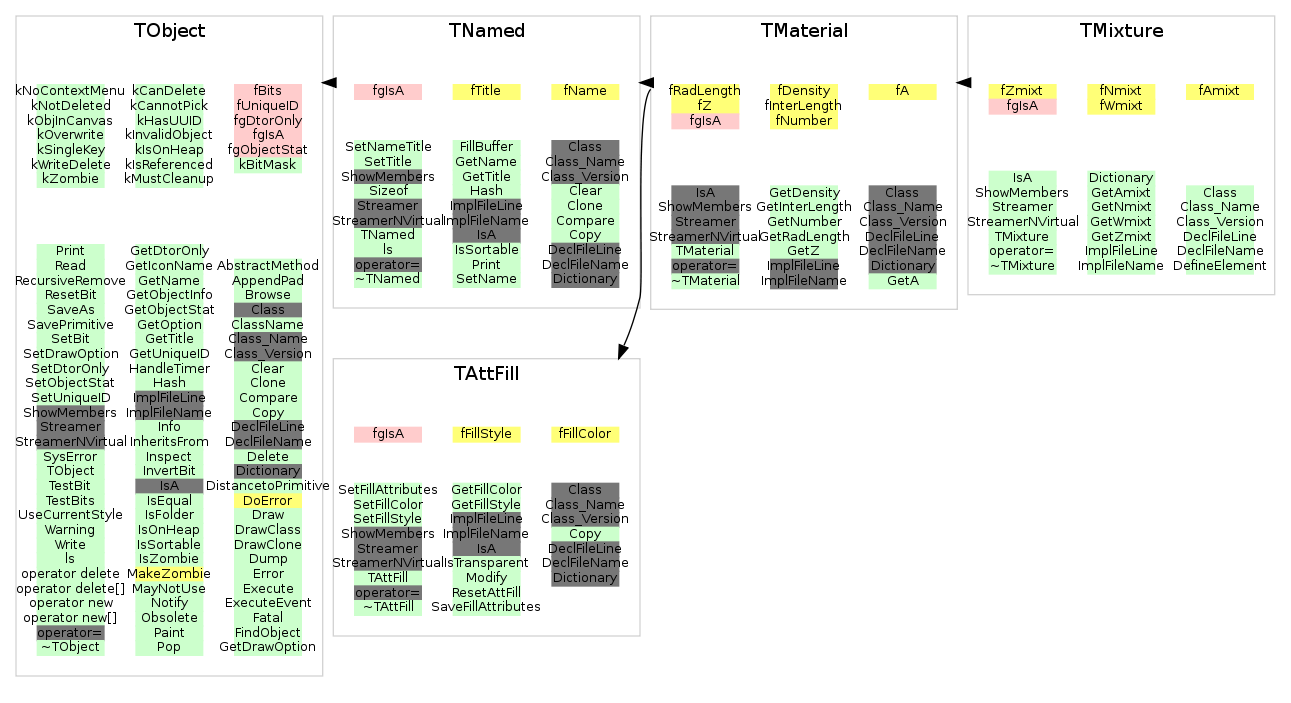 TObject
kNoContextMenu
kNotDeleted
kObjInCanvas
kOverwrite
kSingleKey
kWriteDelete
kZombie
kCanDelete
kCannotPick
kHasUUID
kInvalidObject
kIsOnHeap
kIsReferenced
kMustCleanup
fBits
fUniqueID
fgDtorOnly
fgIsA
fgObjectStat
kBitMask
Print
Read
RecursiveRemove
ResetBit
SaveAs
SavePrimitive
SetBit
SetDrawOption
SetDtorOnly
SetObjectStat
SetUniqueID
ShowMembers
Streamer
StreamerNVirtual
SysError
TObject
TestBit
TestBits
UseCurrentStyle
Warning
Write
ls
operator delete
operator delete[]
operator new
operator new[]
operator=
~TObject
GetDtorOnly
GetIconName
GetName
GetObjectInfo
GetObjectStat
GetOption
GetTitle
GetUniqueID
HandleTimer
Hash
ImplFileLine
ImplFileName
Info
InheritsFrom
Inspect
InvertBit
IsA
IsEqual
IsFolder
IsOnHeap
IsSortable
IsZombie
MakeZombie
MayNotUse
Notify
Obsolete
Paint
Pop
AbstractMethod
AppendPad
Browse
Class
ClassName
Class_Name
Class_Version
Clear
Clone
Compare
Copy
DeclFileLine
DeclFileName
Delete
Dictionary
DistancetoPrimitive
DoError
Draw
DrawClass
DrawClone
Dump
Error
Execute
ExecuteEvent
Fatal
FindObject
GetDrawOption
TNamed
fgIsA
fTitle
fName
SetNameTitle
SetTitle
ShowMembers
Sizeof
Streamer
StreamerNVirtual
TNamed
ls
operator=
~TNamed
FillBuffer
GetName
GetTitle
Hash
ImplFileLine
ImplFileName
IsA
IsSortable
Print
SetName
Class
Class_Name
Class_Version
Clear
Clone
Compare
Copy
DeclFileLine
DeclFileName
Dictionary
TAttFill
fgIsA
fFillStyle
fFillColor
SetFillAttributes
SetFillColor
SetFillStyle
ShowMembers
Streamer
StreamerNVirtual
TAttFill
operator=
~TAttFill
GetFillColor
GetFillStyle
ImplFileLine
ImplFileName
IsA
IsTransparent
Modify
ResetAttFill
SaveFillAttributes
Class
Class_Name
Class_Version
Copy
DeclFileLine
DeclFileName
Dictionary
TMaterial
fRadLength
fZ
fgIsA
fDensity
fInterLength
fNumber
fA
IsA
ShowMembers
Streamer
StreamerNVirtual
TMaterial
operator=
~TMaterial
GetDensity
GetInterLength
GetNumber
GetRadLength
GetZ
ImplFileLine
ImplFileName
Class
Class_Name
Class_Version
DeclFileLine
DeclFileName
Dictionary
GetA
TMixture
fZmixt
fgIsA
fNmixt
fWmixt
fAmixt
IsA
ShowMembers
Streamer
StreamerNVirtual
TMixture
operator=
~TMixture
Dictionary
GetAmixt
GetNmixt
GetWmixt
GetZmixt
ImplFileLine
ImplFileName
Class
Class_Name
Class_Version
DeclFileLine
DeclFileName
DefineElement